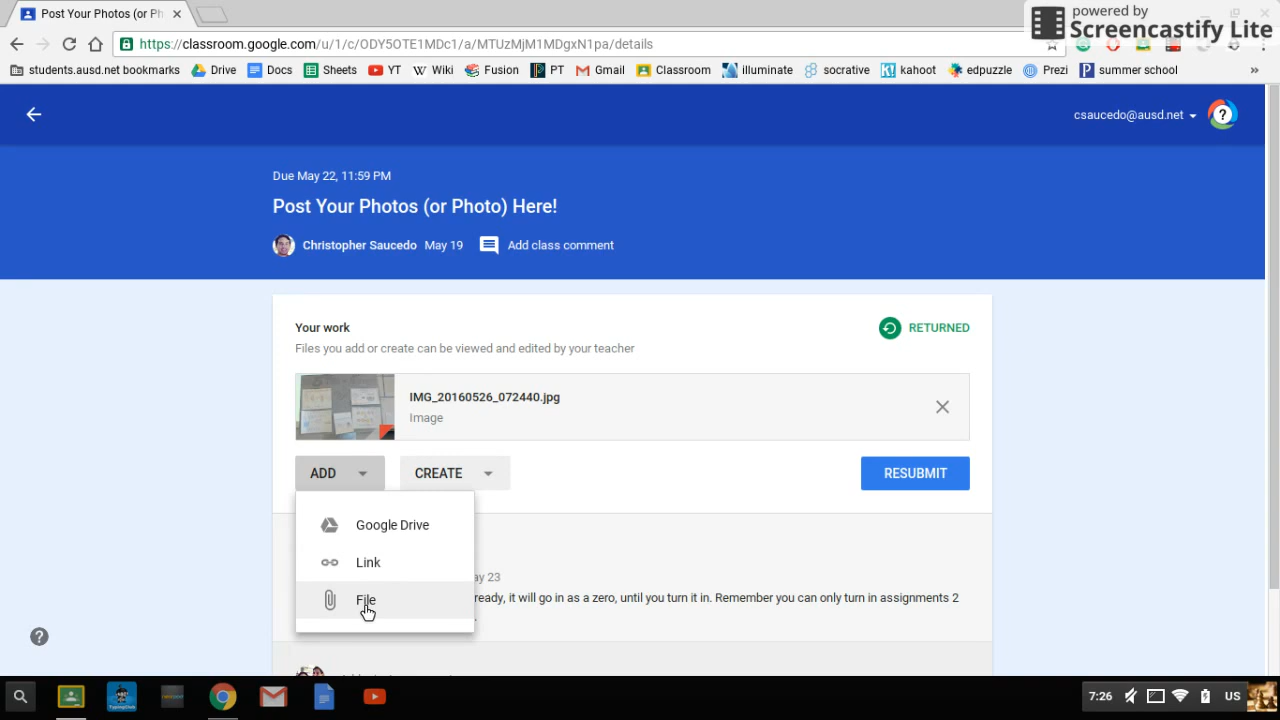 Post Your Photos (or Ph
powered by
Screencastify Lite
https://classroom.google.com/u/1/c/ODY5OTE1MDc1/a/MTUzMjM1MDgxN1pa/details
students.ausd.net bookmarks Drive Docs Sheets YT Wiki Fusion PT Gmail Classroom illuminate socrative kahoot edpuzzle Prezi summer school »
csaucedo@ausd.net
Due May 22, 11:59 PM
Post Your Photos (or Photo) Here!
Christopher Saucedo May 19 Add class comment
Your work
RETURNED
Files you add or create can be viewed and edited by your teacher
IMG_20160526_072440.jpg
Image
ADD CREATE RESUBMIT
Google Drive
Link
ay 23
File
ready, it will go in as a zero, until you turn it in. Remember you can only turn in assignments 2
7:26 US